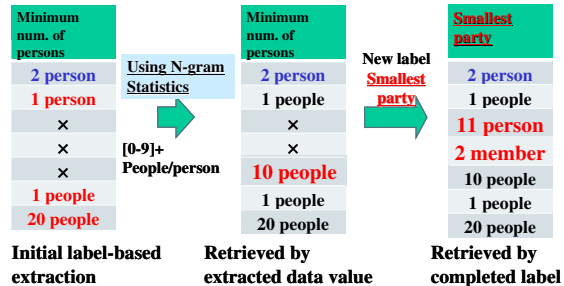 Minimum
num. of
persons
2 person
1 person
×
×
×
1 people
20 people
Initial label-based
extraction
Using N-gram
Statistics
[0-9]+
People/person
Minimum
num. of
persons
2 person
1 people
×
×
10 people
1 people
20 people
Retrieved by
extracted data value
New label
Smallest
party
Smallest
party
2 person
1 people
11 person
2 member
10 people
1 people
20 people
Retrieved by
completed label